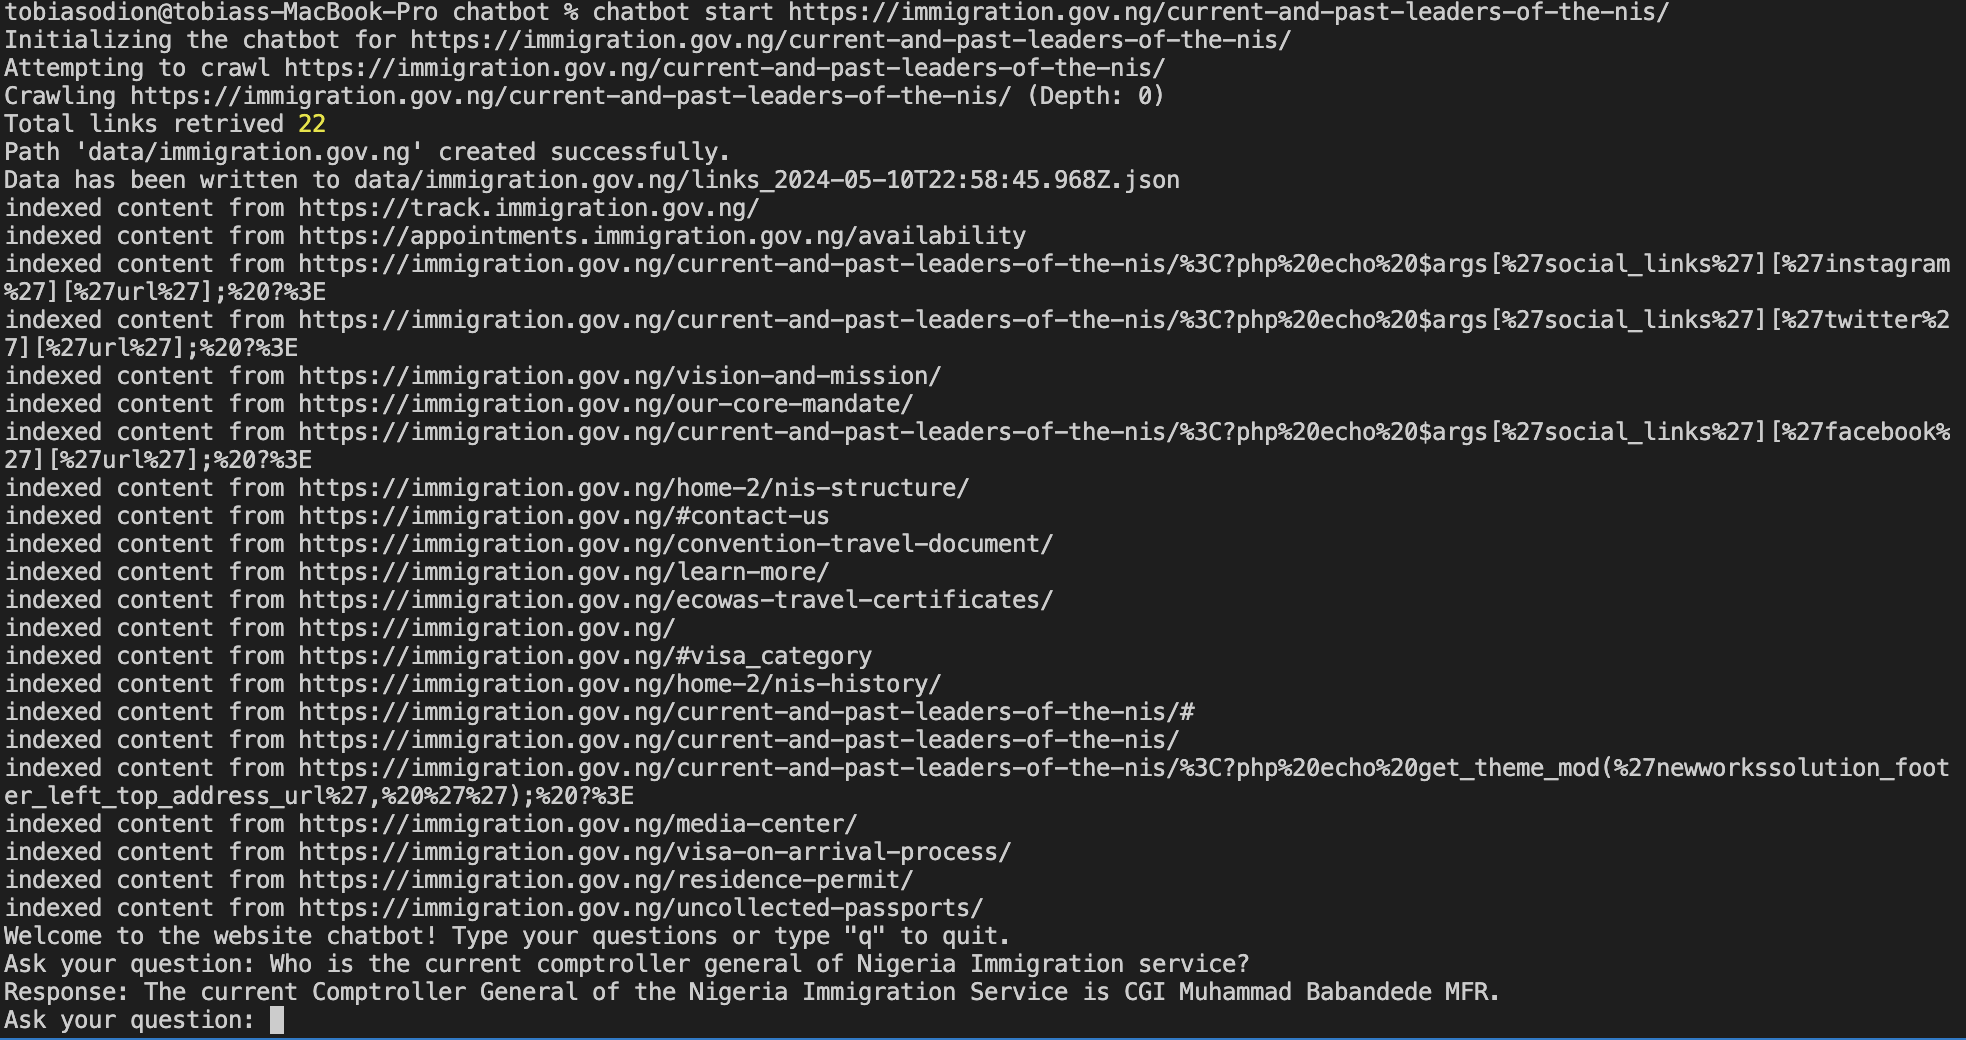 tobiasodion@tobiass-MacBook-Pro chatbot % chatbot start https://immigration.gov.ng/current-and-past-leaders-of-the-nis/
Initializing the chatbot for https://immigration.gov.ng/current-and-past-leaders-of-the-nis/
Attempting to crawl https://immigration.gov.ng/current-and-past-leaders-of-the-nis/
Crawling https://immigration.gov.ng/current-and-past-leaders-of-the-nis/ (Depth: 0)
Total links retrived 22
Path 'data/immigration.gov.ng' created successfully.
Data has been written to data/immigration.gov.ng/links_2024-05-10T22:58:45.968Z.json
indexed content from https://track.immigration.gov.ng/
indexed content from https://appointments.immigration.gov.ng/availability
indexed content from https://immigration.gov.ng/current-and-past-leaders-of-the-nis/%3C?php%20echo%20$args[%27social_links%27][%27instagram
%27][%27url%27];%20?%3E
indexed content from https://immigration.gov.ng/current-and-past-leaders-of-the-nis/%3C?php%20echo%20$args[%27social_links%27][%27twitter%2
7][%27url%27];%20?%3E
indexed content from https://immigration.gov.ng/vision-and-mission/
indexed content from https://immigration.gov.ng/our-core-mandate/
indexed content from https://immigration.gov.ng/current-and-past-leaders-of-the-nis/%3C?php%20echo%20$args[%27social_links%27][%27facebook%
27][%27url%27];%20?%3E
indexed content from https://immigration.gov.ng/home-2/nis-structure/
indexed content from https://immigration.gov.ng/#contact-us
indexed content from https://immigration.gov.ng/convention-travel-document/
indexed content from https://immigration.gov.ng/learn-more/
indexed content from https://immigration.gov.ng/ecowas-travel-certificates/
indexed content from https://immigration.gov.ng/
indexed content from https://immigration.gov.ng/#visa_category
indexed content from https://immigration.gov.ng/home-2/nis-history/
indexed content from https://immigration.gov.ng/current-and-past-leaders-of-the-nis/#
indexed content from https://immigration.gov.ng/current-and-past-leaders-of-the-nis/
indexed content from https://immigration.gov.ng/current-and-past-leaders-of-the-nis/%3C?php%20echo%20get_theme_mod(%27newworkssolution_foot
er_left_top_address_url%27,%20%27%27);%20?%3E
indexed content from https://immigration.gov.ng/media-center/
indexed content from https://immigration.gov.ng/visa-on-arrival-process/
indexed content from https://immigration.gov.ng/residence-permit/
indexed content from https://immigration.gov.ng/uncollected-passports/
Welcome to the website chatbot! Type your questions or type "q" to quit.
Ask your question: Who is the current comptroller general of Nigeria Immigration service?
Response: The current Comptroller General of the Nigeria Immigration Service is CGI Muhammad Babandede MFR.
Ask your question: